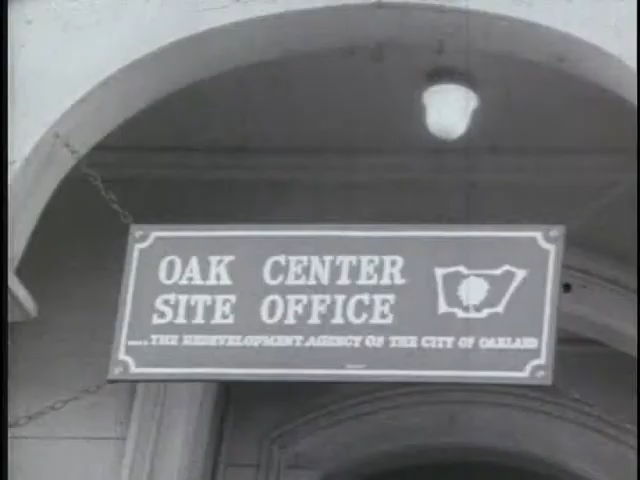 OAK CENTER
SITE OFFICE
....THE REDEVELOPMENT AGENCY OF THE CITY OF OAKLAND